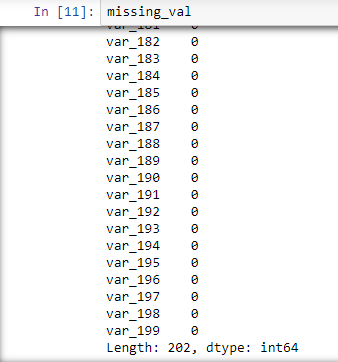 In [11]: missing_val
var_181 0
var_182 0
var_183 0
var_184 0
var_185 0
var_186 0
var_187 0
var_188 0
var_189 0
var_190 0
var_191 0
var_192 0
var_193 0
var_194 0
var_195 0
var_196 0
var_197 0
var_198 0
var_199 0
Length: 202, dtype: int64